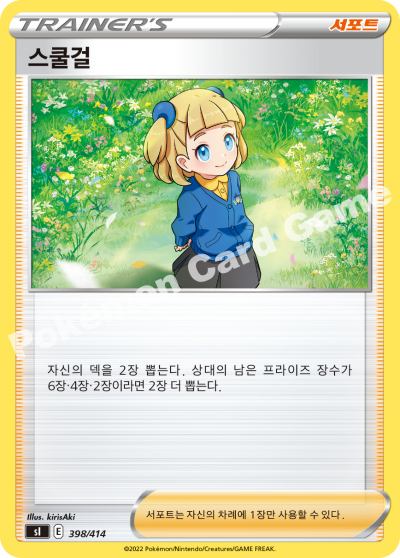 TRAINER'S
서포트
스쿨걸
Pokémon Card Game
자신의 덱을 2장 뽑는다. 상대의 남은 프라이즈 장수가
6장·4장·2장이라면 2장 더 뽑는다.
Illus. kirisAki
sI E 398/414
서포트는 자신의 차례에 1장만 사용할 수 있다.
©2022 Pokémon/Nintendo/Creatures/GAME FREAK.